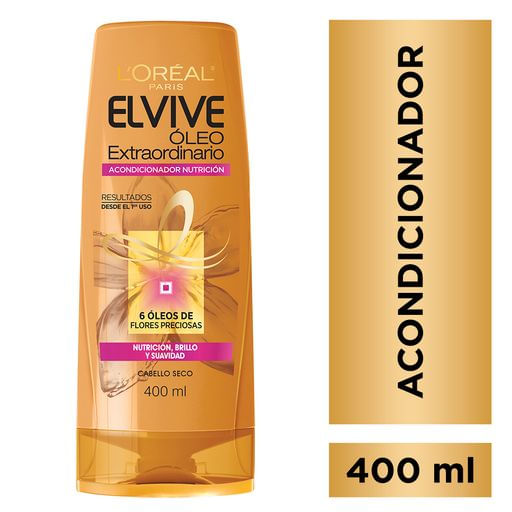 L'ORÉAL
PARIS
ELVIVE
ÓLEO
Extraordinario
ACONDICIONADOR NUTRICIÓN
RESULTADOS
DESDE EL 1ER USO
6 ÓLEOS DE
FLORES PRECIOSAS
NUTRICIÓN, BRILLO
Y SUAVIDAD
CABELLO SECO
400 ml
ACONDICIONADOR
400 ml